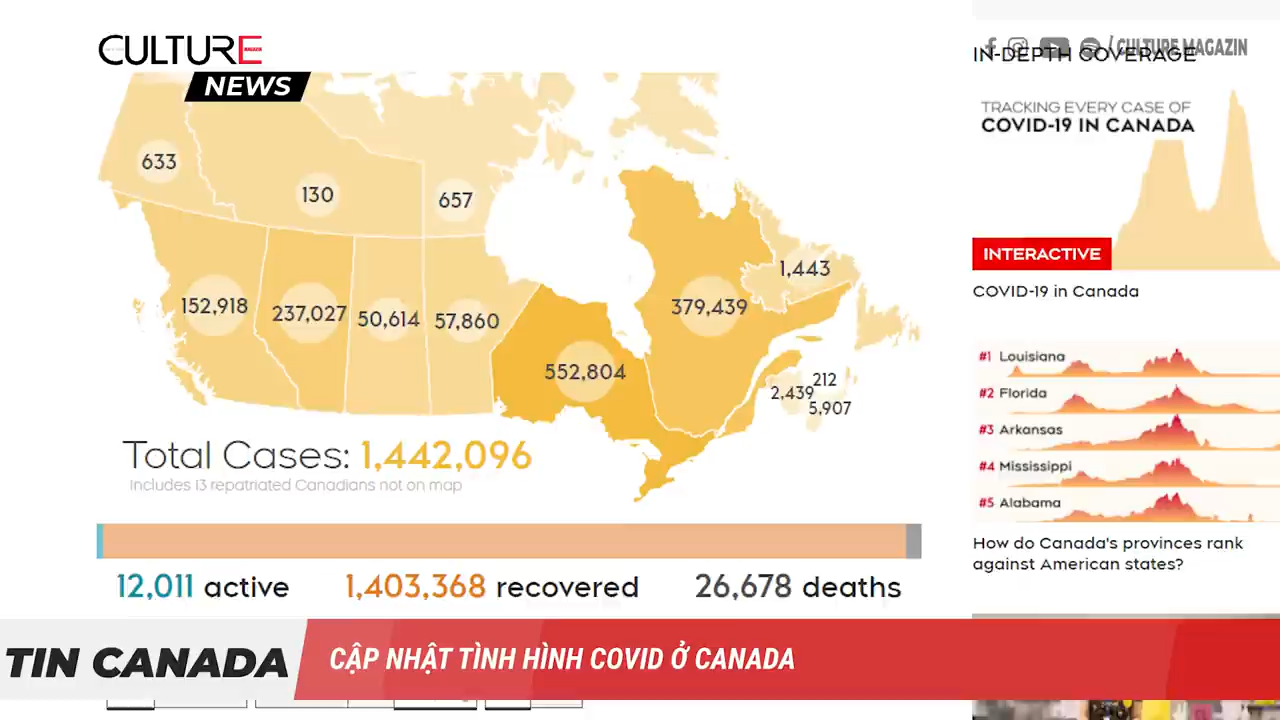 CULTURE
NEWS
/ CULTURE MAGAZIN
IN-DEPTH COVERAGE
TRACKING EVERY CASE OF
COVID-19 IN CANADA
INTERACTIVE
COVID-19 in Canada
#1 Louisiana
#2 Florida
#3 Arkansas
#4 Mississippi
#5 Alabama
How do Canada's provinces rank
against American states?
633
130
657
1,443
152,918
237,027
50,614
57,860
379,439
552,804
212
2,439
5,907
Total Cases: 1,442,096
Includes 13 repatriated Canadians not on map
12,011 active
1,403,368 recovered
26,678 deaths
TIN CANADA
CẬP NHẬT TÌNH HÌNH COVID Ở CANADA